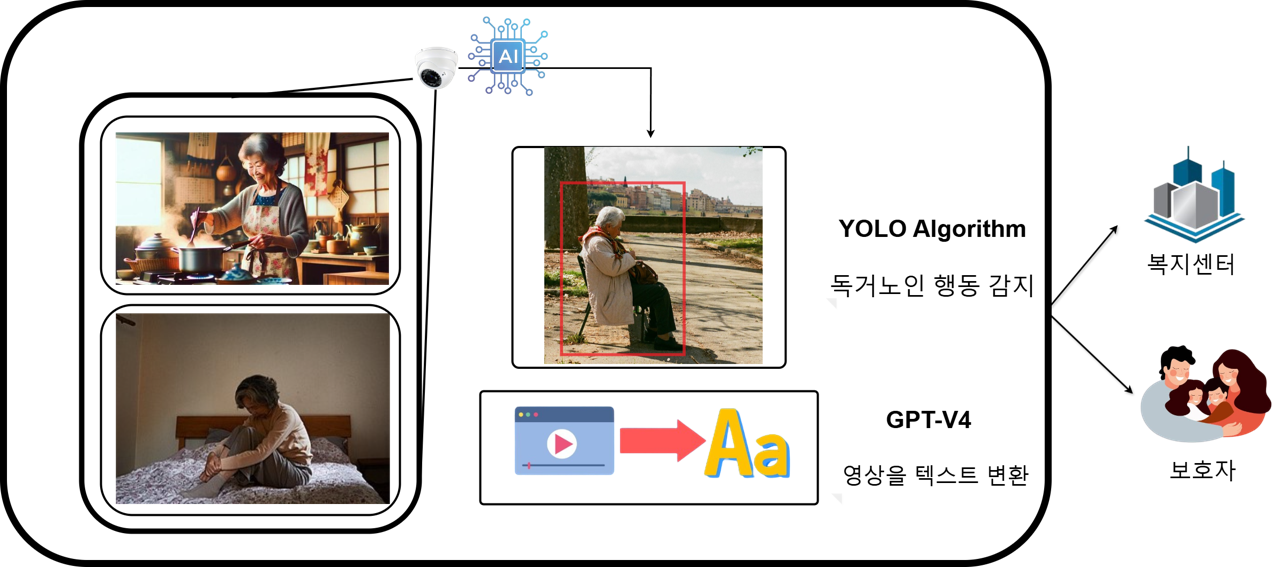 AI
YOLO Algorithm
독거노인 행동 감지
Aa
GPT-V4
영상을 텍스트 변환
복지센터
보호자